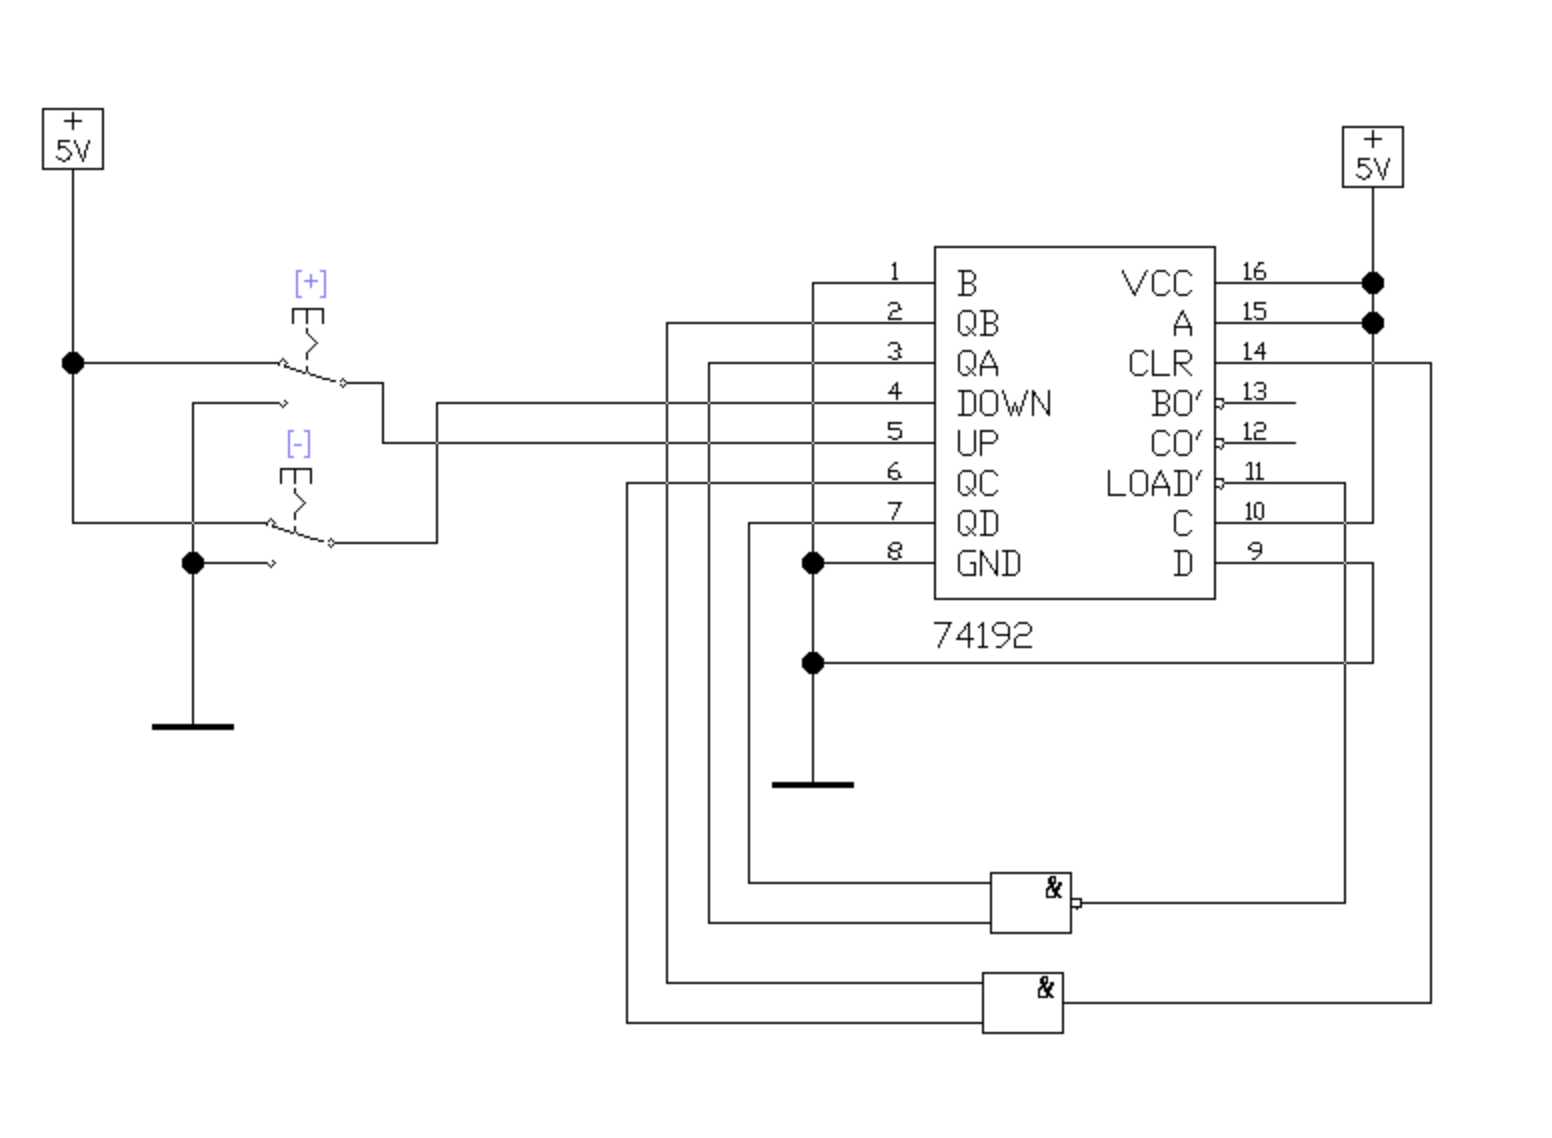 +
5V
+
5V
[+]
[-]
1 B VCC 16
2 QB A 15
3 QA CLR 14
4 DOWN BO' 13
5 UP CO' 12
6 QC LOAD' 11
7 QD C 10
8 GND D 9
74192
&
&